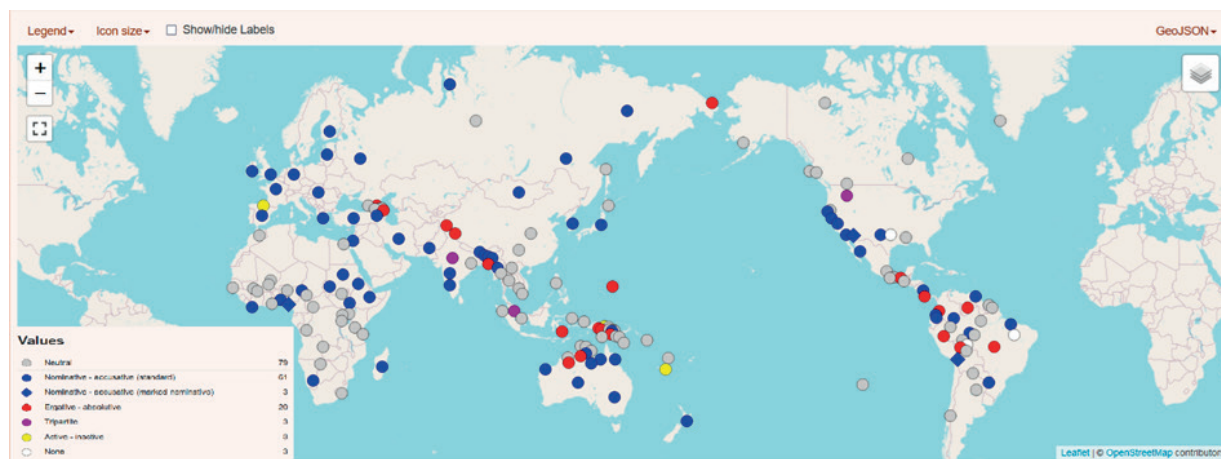 Legend Icon size Show/hide Labels GeoJSON
+
−
Values
Neutral 79
Nominative - accusative (standard) 61
Nominative - accusative (marked nominative) 3
Ergative - absolutive 20
Tripartite 3
Active - inactive 3
None 3
Leaflet | © OpenStreetMap contributor